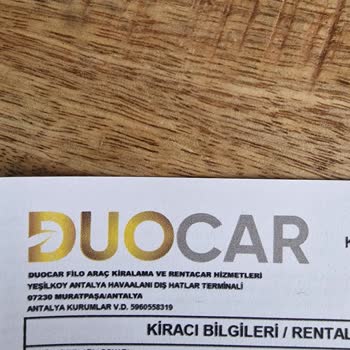 DUOCAR
DUOCAR FİLO ARAÇ KİRALAMA VE RENTACAR HİZMETLERİ
YEŞİLKOY ANTALYA HAVAALANI DIŞ HATLAR TERMİNALİ
07230 MURATPAŞA/ANTALYA
ANTALYA KURUMLAR V.D. 5960558319
KİRACI BİLGİLERİ / RENTAL